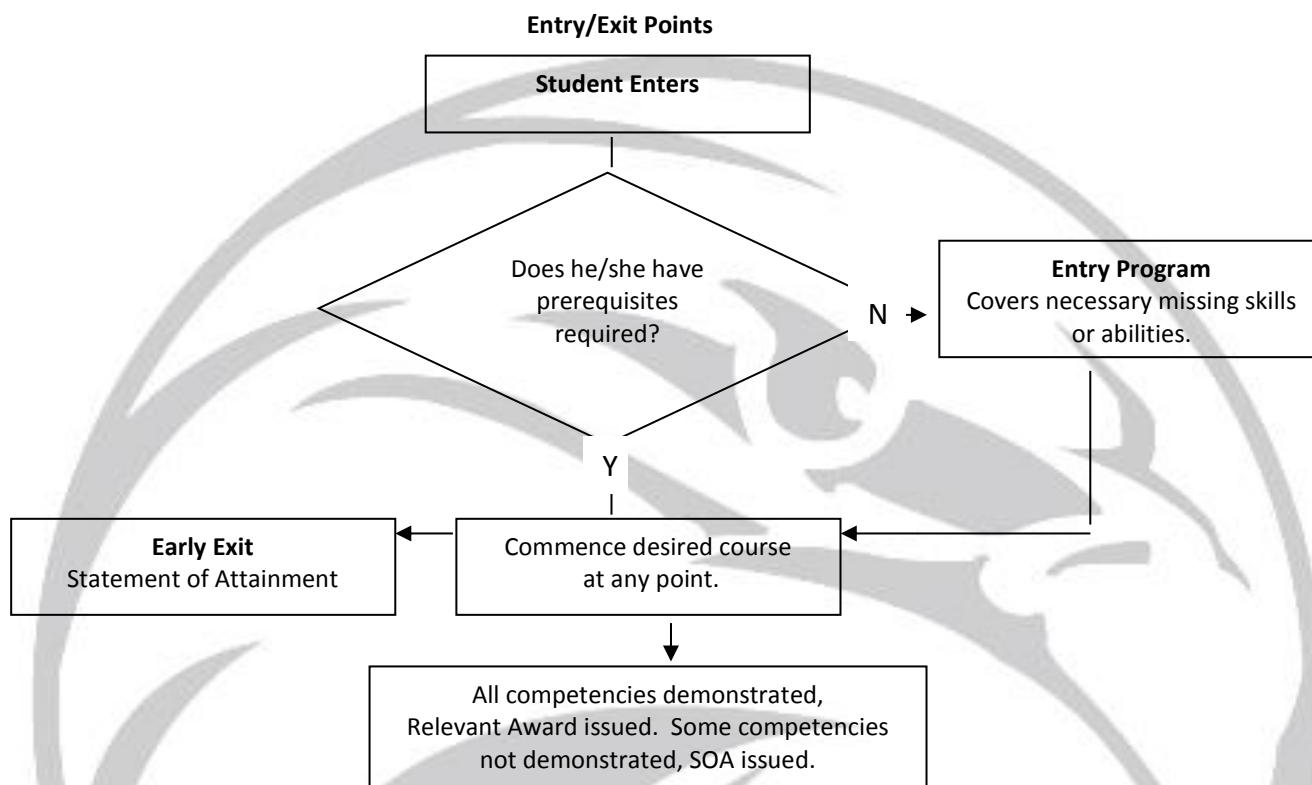 Entry/Exit Points
Student Enters
Does he/she have
prerequisites
required?
N
Entry Program
Covers necessary missing skills
or abilities.
Y
Early Exit
Statement of Attainment
Commence desired course
at any point.
All competencies demonstrated,
Relevant Award issued.  Some competencies
not demonstrated, SOA issued.